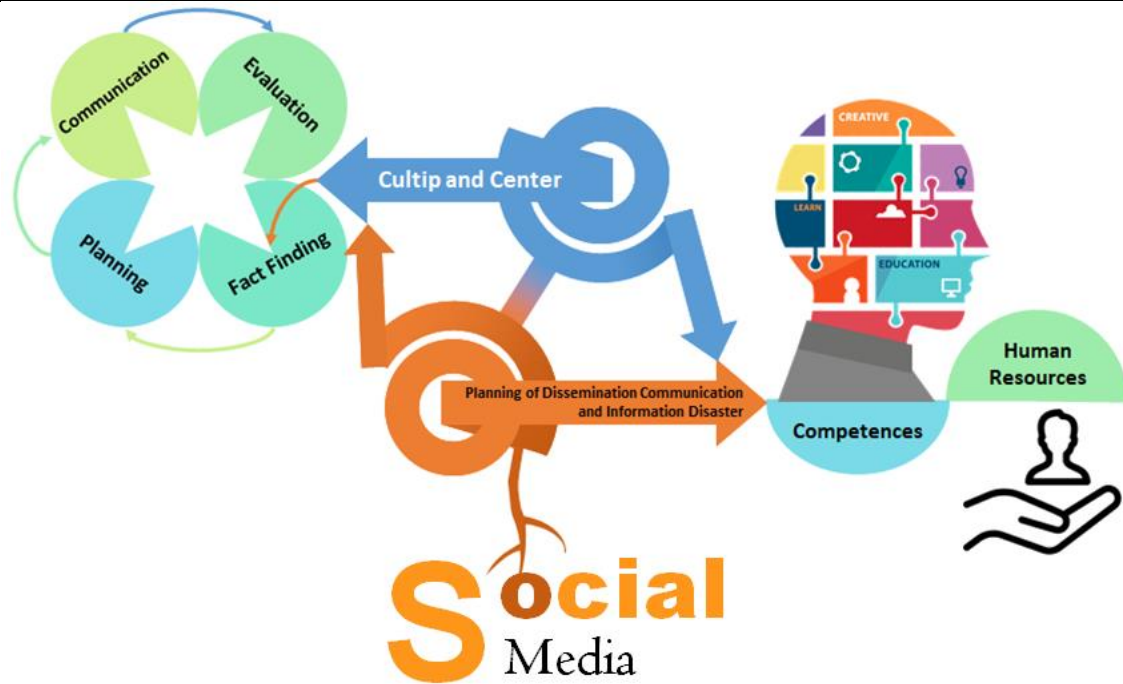 Communication
Evaluation
Planning
Fact Finding
Cultip and Center
Planning of Dissemination Communication
and Information Disaster
CREATIVE
LEARN
EDUCATION
Competences
Human
Resources
Social
Media